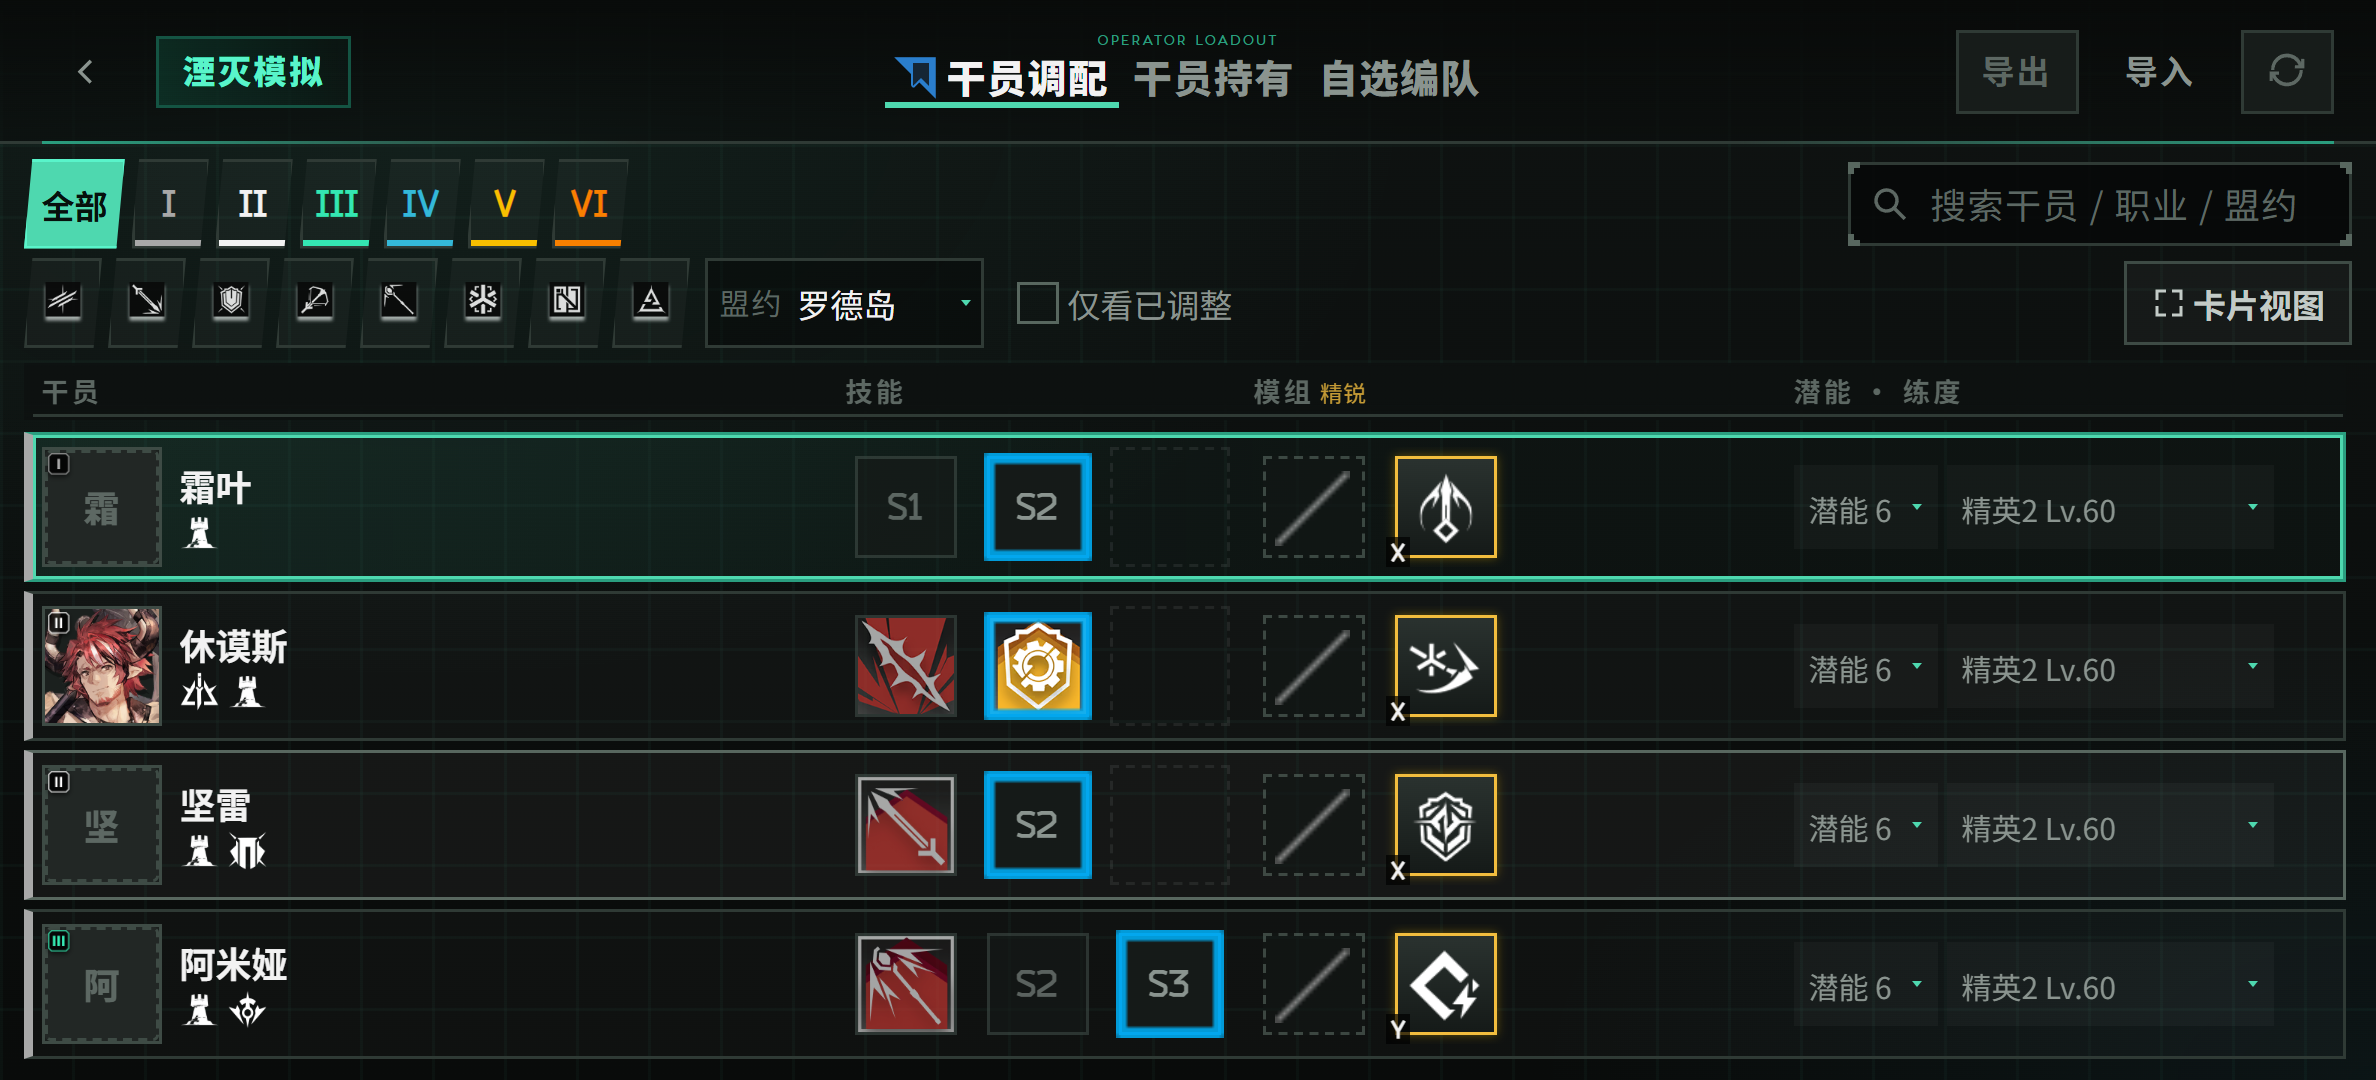 湮灭模拟
OPERATOR LOADOUT
干员调配 干员持有 自选编队
导出 导入
全部 I II III IV V VI
搜索干员 / 职业 / 盟约
盟约 罗德岛
仅看已调整
卡片视图
干员 技能 模组 精锐 潜能 · 练度
I 霜 霜叶 S1 S2 X 潜能 6 精英2 Lv.60
II 休谟斯 X 潜能 6 精英2 Lv.60
II 坚 坚雷 S2 X 潜能 6 精英2 Lv.60
III 阿 阿米娅 S2 S3 Y 潜能 6 精英2 Lv.60